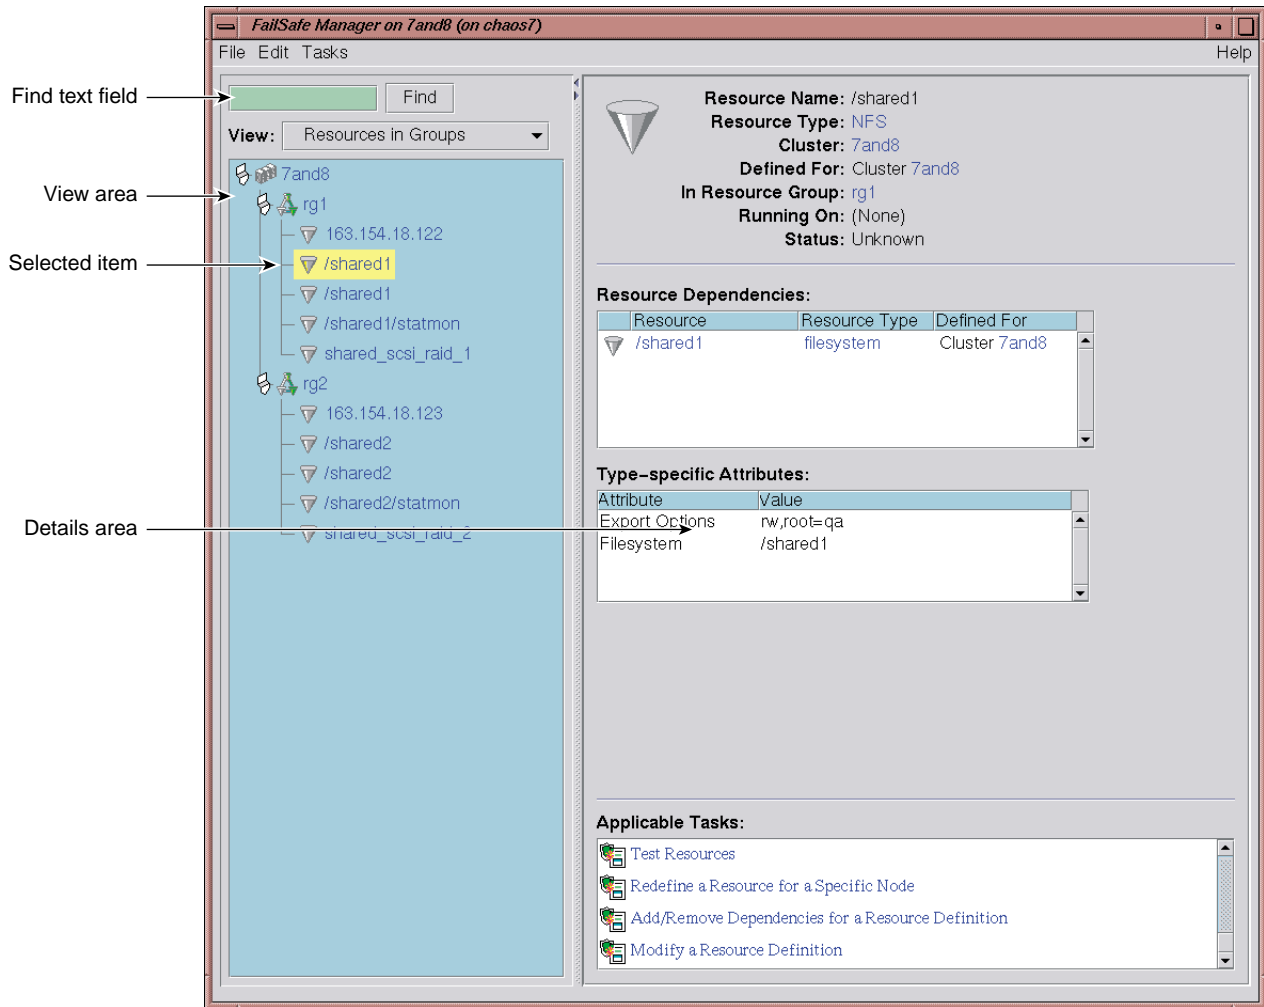 FailSafe Manager on 7and8 (on chaos7)
File Edit Tasks Help
Find text field
Find
View: Resources in Groups
View area
Selected item
Details area
7and8
rg1
163.154.18.122
/shared1
/shared1
/shared1/statmon
shared_scsi_raid_1
rg2
163.154.18.123
/shared2
/shared2
/shared2/statmon
shared_scsi_raid_2
Resource Name: /shared1
Resource Type: NFS
Cluster: 7and8
Defined For: Cluster 7and8
In Resource Group: rg1
Running On: (None)
Status: Unknown
Resource Dependencies:
Resource Resource Type Defined For
/shared1 filesystem Cluster 7and8
Type-specific Attributes:
Attribute Value
Export Options rw,root=qa
Filesystem /shared1
Applicable Tasks:
Test Resources
Redefine a Resource for a Specific Node
Add/Remove Dependencies for a Resource Definition
Modify a Resource Definition